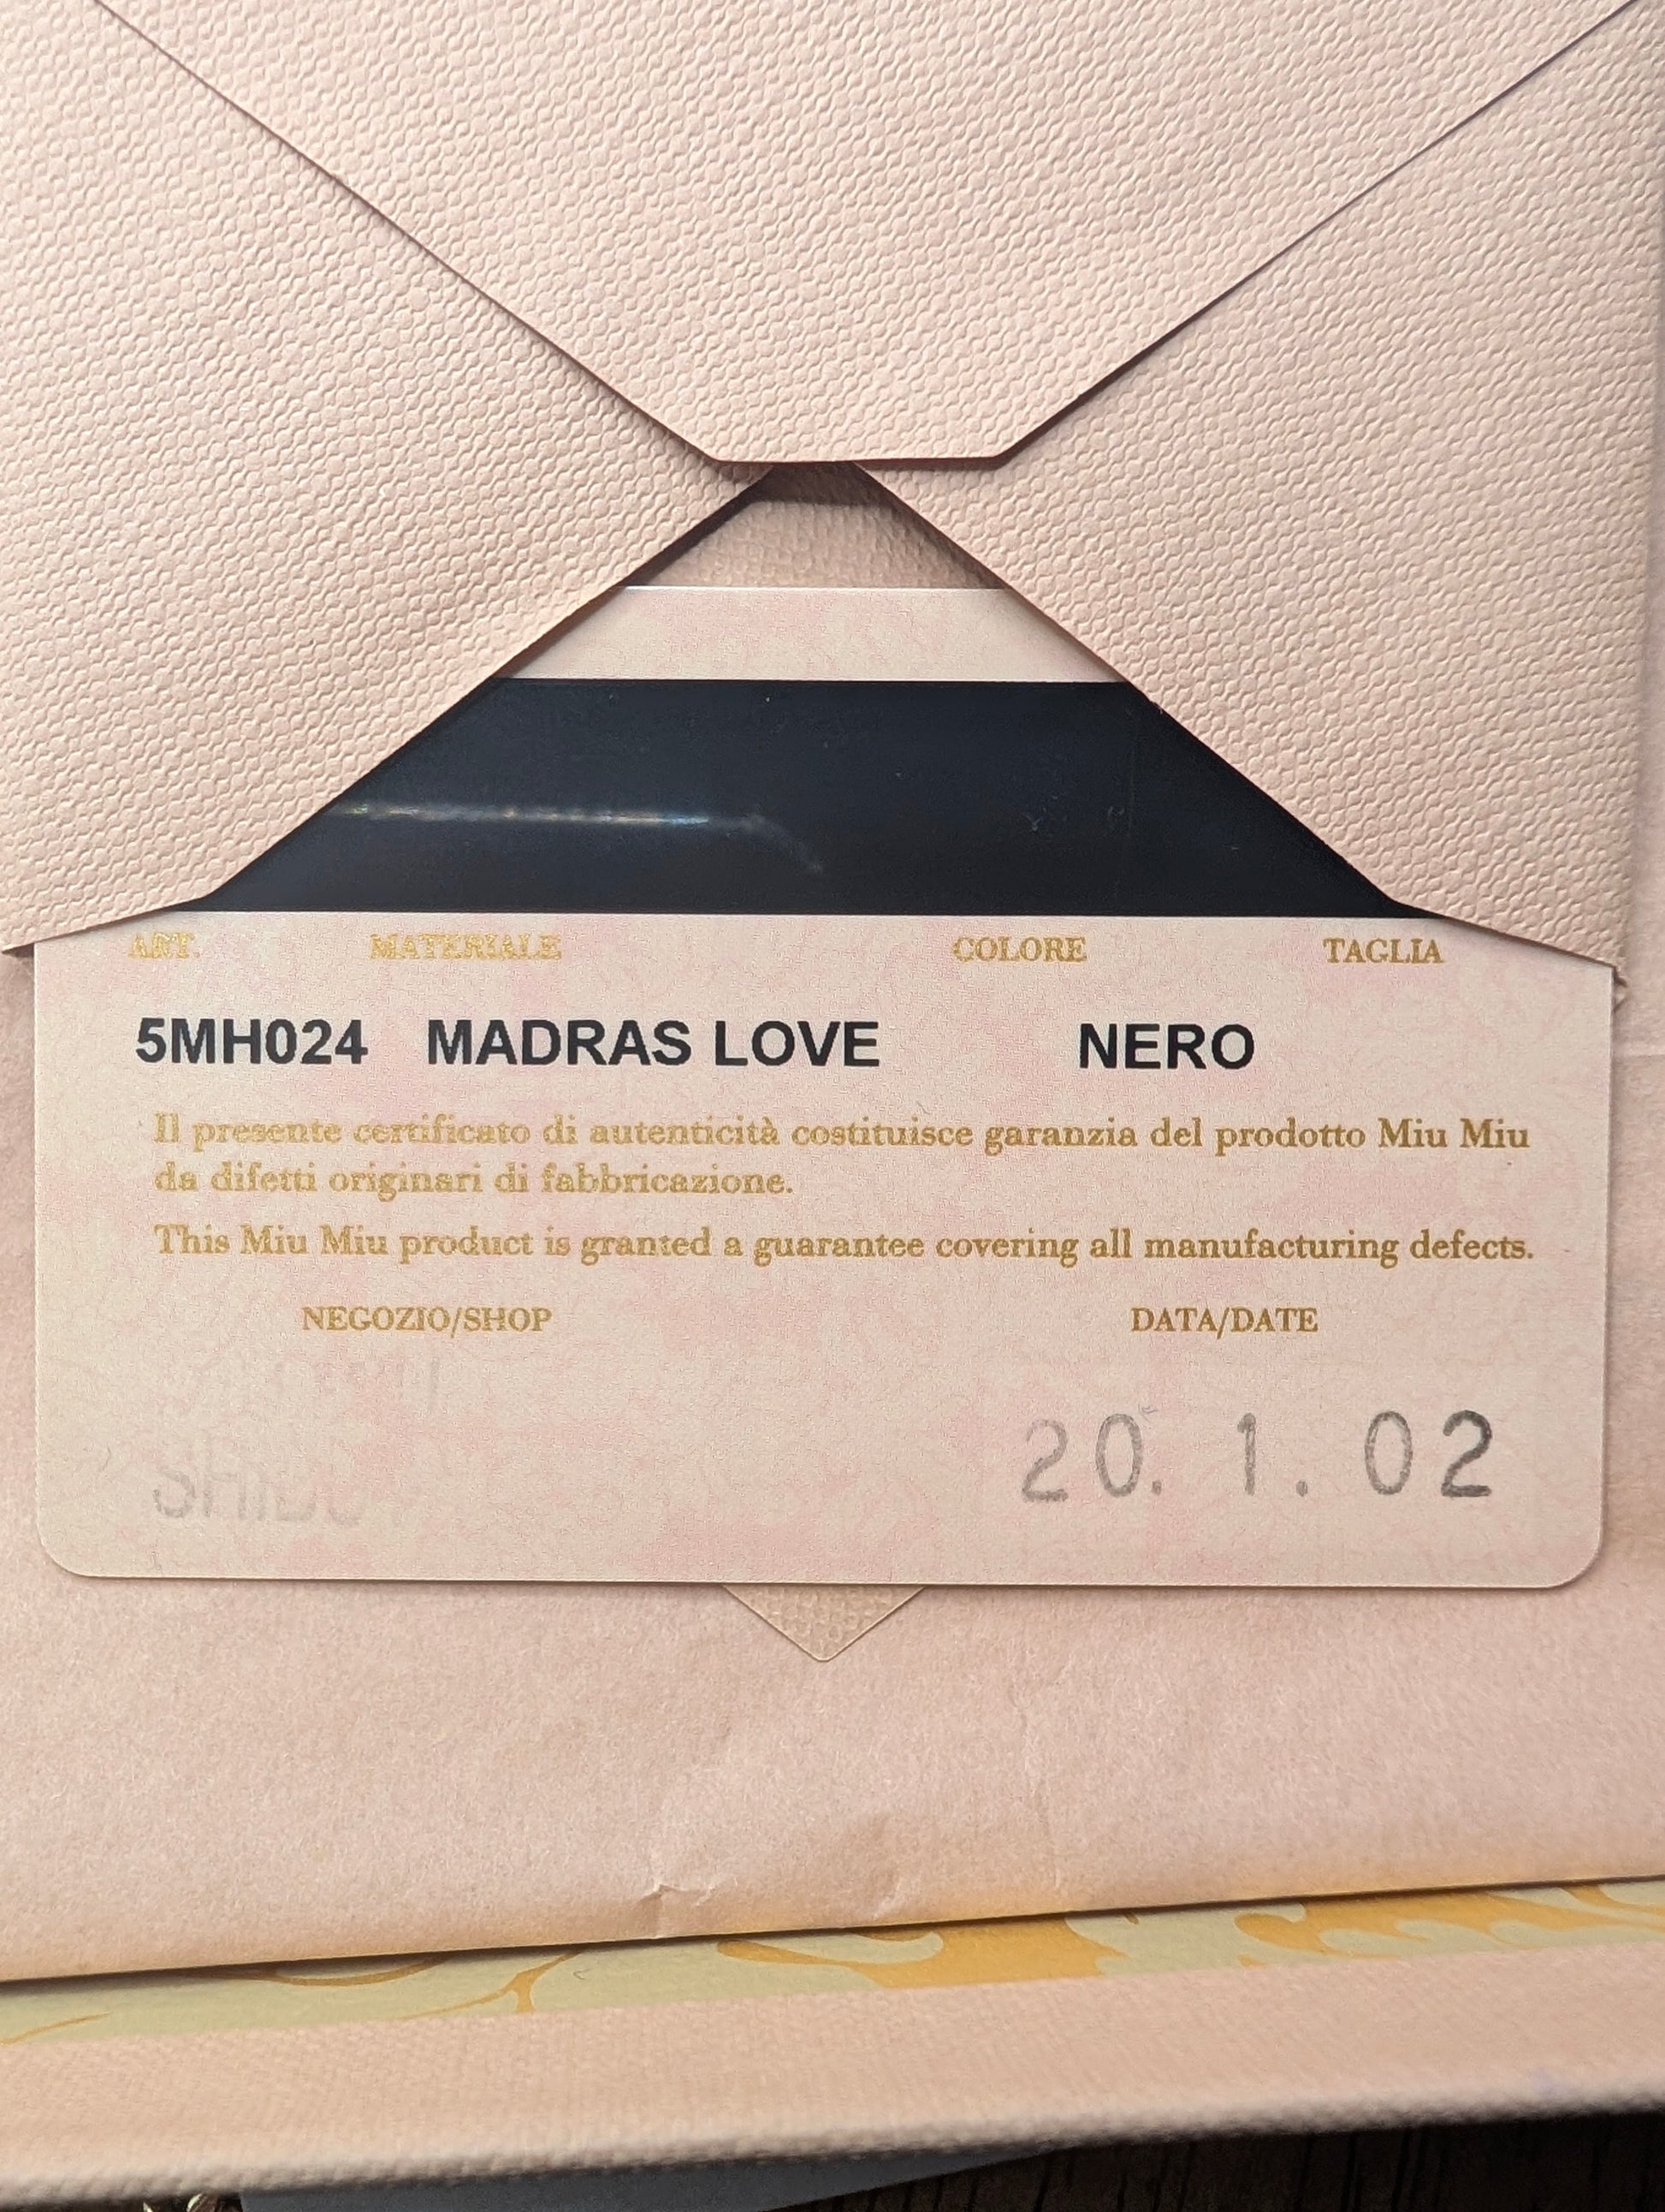 ART. MATERIALE COLORE TAGLIA
5MH024 MADRAS LOVE NERO
Il presente certificato di autenticità costituisce garanzia del prodotto Miu Miu
da difetti originari di fabbricazione.
This Miu Miu product is granted a guarantee covering all manufacturing defects.
NEGOZIO/SHOP DATA/DATE
20. 1. 02